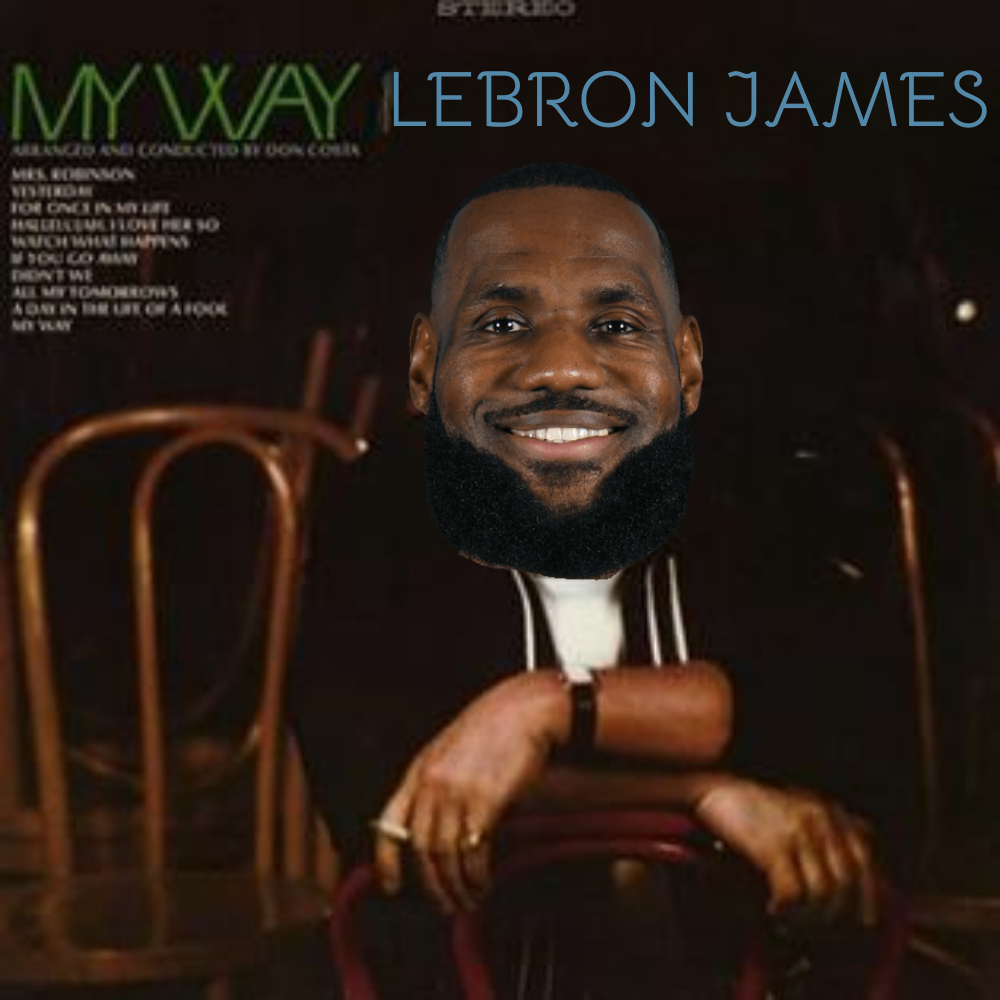 STEREO
MY WAY LEBRON JAMES
ARRANGED AND CONDUCTED BY DON COSTA
MRS. ROBINSON
YESTERDAY
FOR ONCE IN MY LIFE
HALLELUJAH, I LOVE HER SO
WATCH WHAT HAPPENS
IF YOU GO AWAY
DIDN'T WE
ALL MY TOMORROWS
A DAY IN THE LIFE OF A FOOL
MY WAY